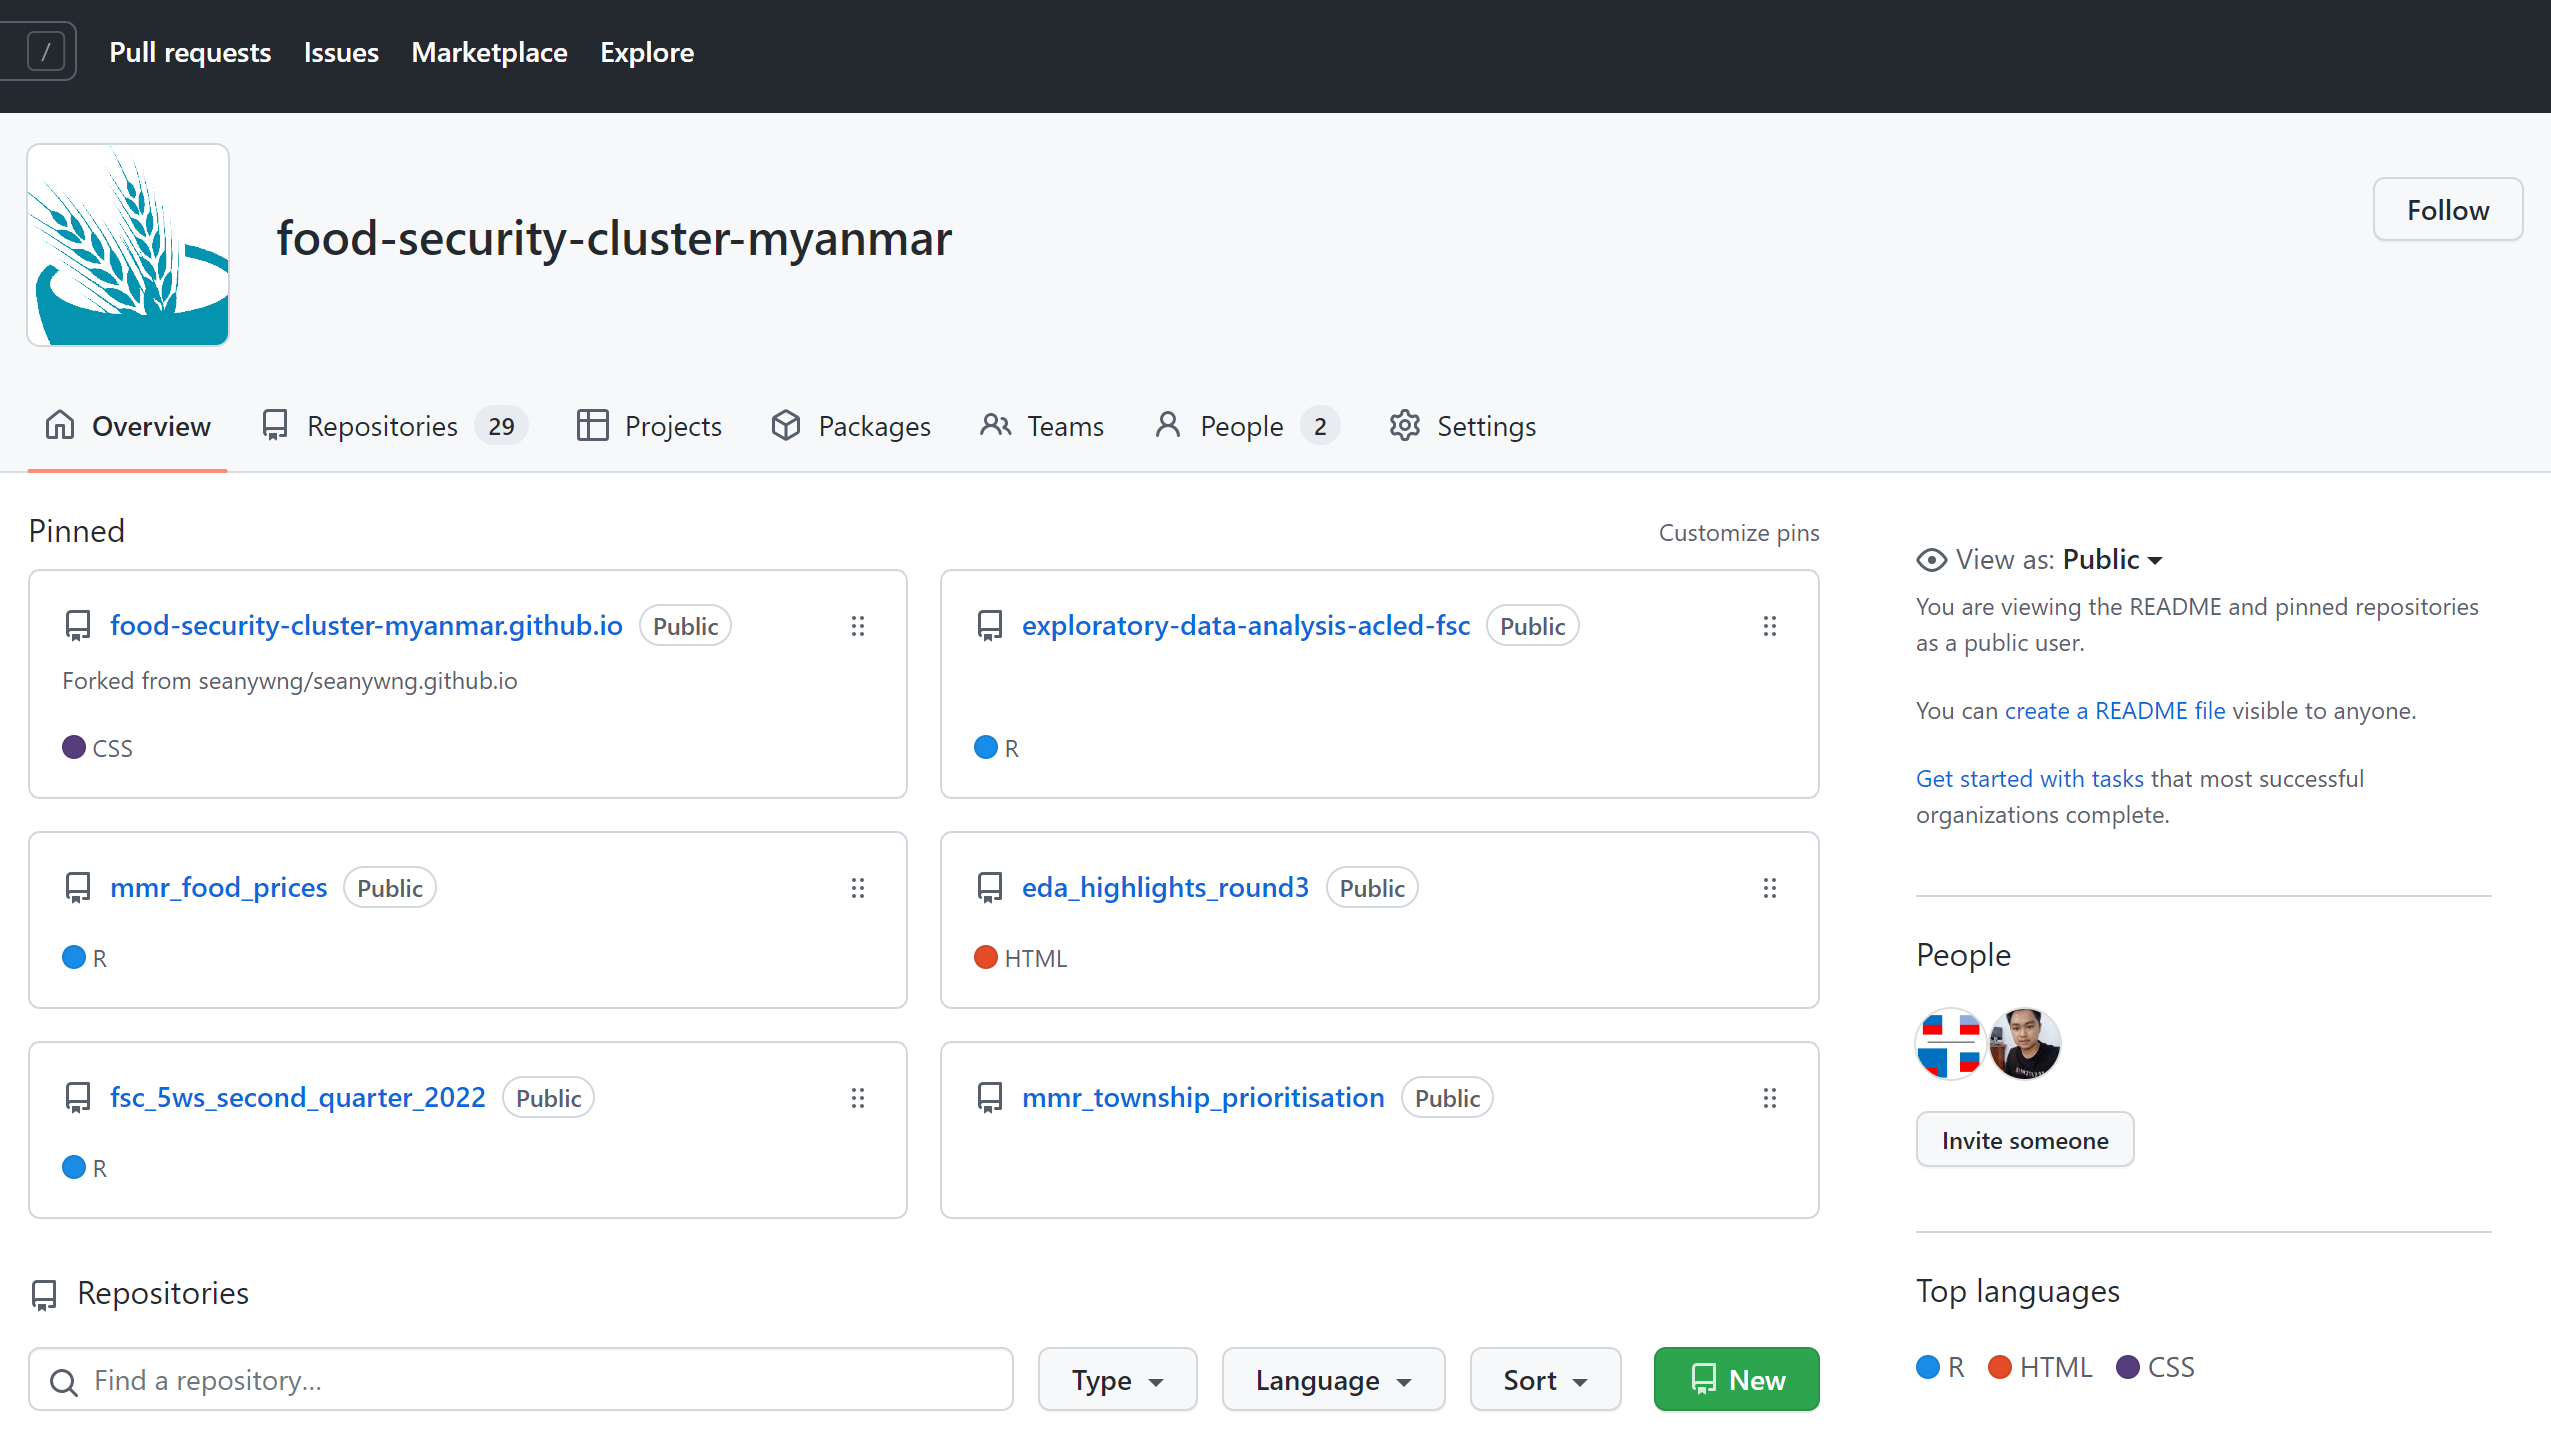 / Pull requests Issues Marketplace Explore
food-security-cluster-myanmar
Follow
Overview Repositories 29 Projects Packages Teams People 2 Settings
Pinned
Customize pins
food-security-cluster-myanmar.github.io Public
Forked from seanywng/seanywng.github.io
CSS
exploratory-data-analysis-acled-fsc Public
R
mmr_food_prices Public
R
eda_highlights_round3 Public
HTML
fsc_5ws_second_quarter_2022 Public
R
mmr_township_prioritisation Public
Repositories
Find a repository...
Type Language Sort New
View as: Public
You are viewing the README and pinned repositories
as a public user.
You can create a README file visible to anyone.
Get started with tasks that most successful
organizations complete.
People
Invite someone
Top languages
R HTML CSS